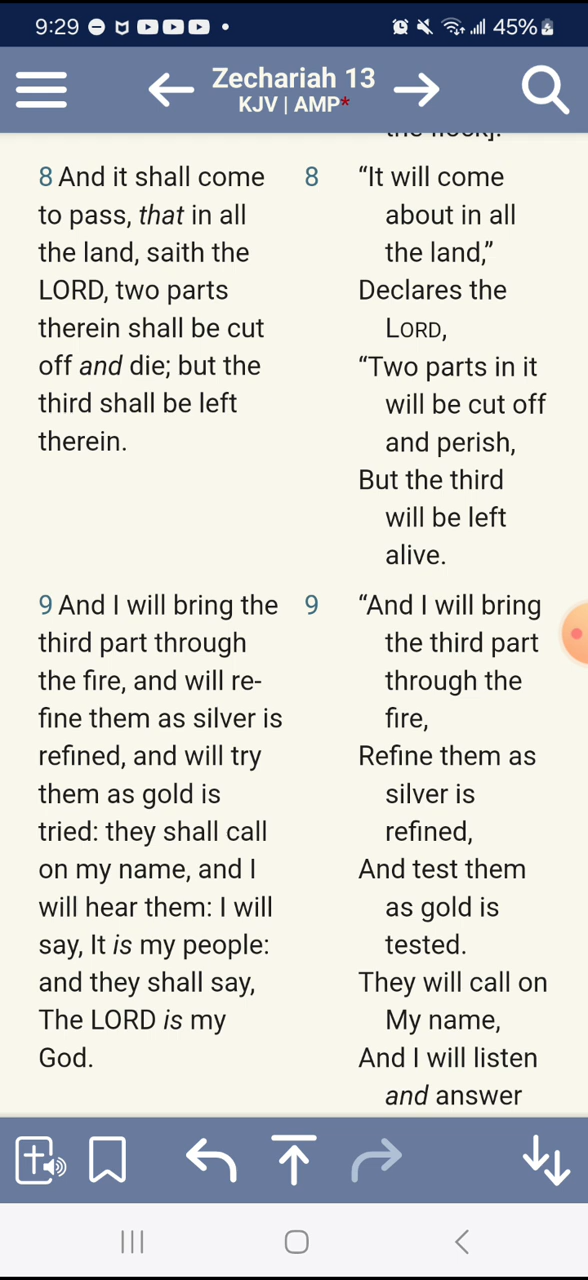 9:29
45%
Zechariah 13
KJV | AMP*
the flock].
8 And it shall come
to pass, that in all
the land, saith the
LORD, two parts
therein shall be cut
off and die; but the
third shall be left
therein.
8 “It will come
about in all
the land,”
Declares the
LORD,
“Two parts in it
will be cut off
and perish,
But the third
will be left
alive.
9 And I will bring the
third part through
the fire, and will re-
fine them as silver is
refined, and will try
them as gold is
tried: they shall call
on my name, and I
will hear them: I will
say, It is my people:
and they shall say,
The LORD is my
God.
9 “And I will bring
the third part
through the
fire,
Refine them as
silver is
refined,
And test them
as gold is
tested.
They will call on
My name,
And I will listen
and answer